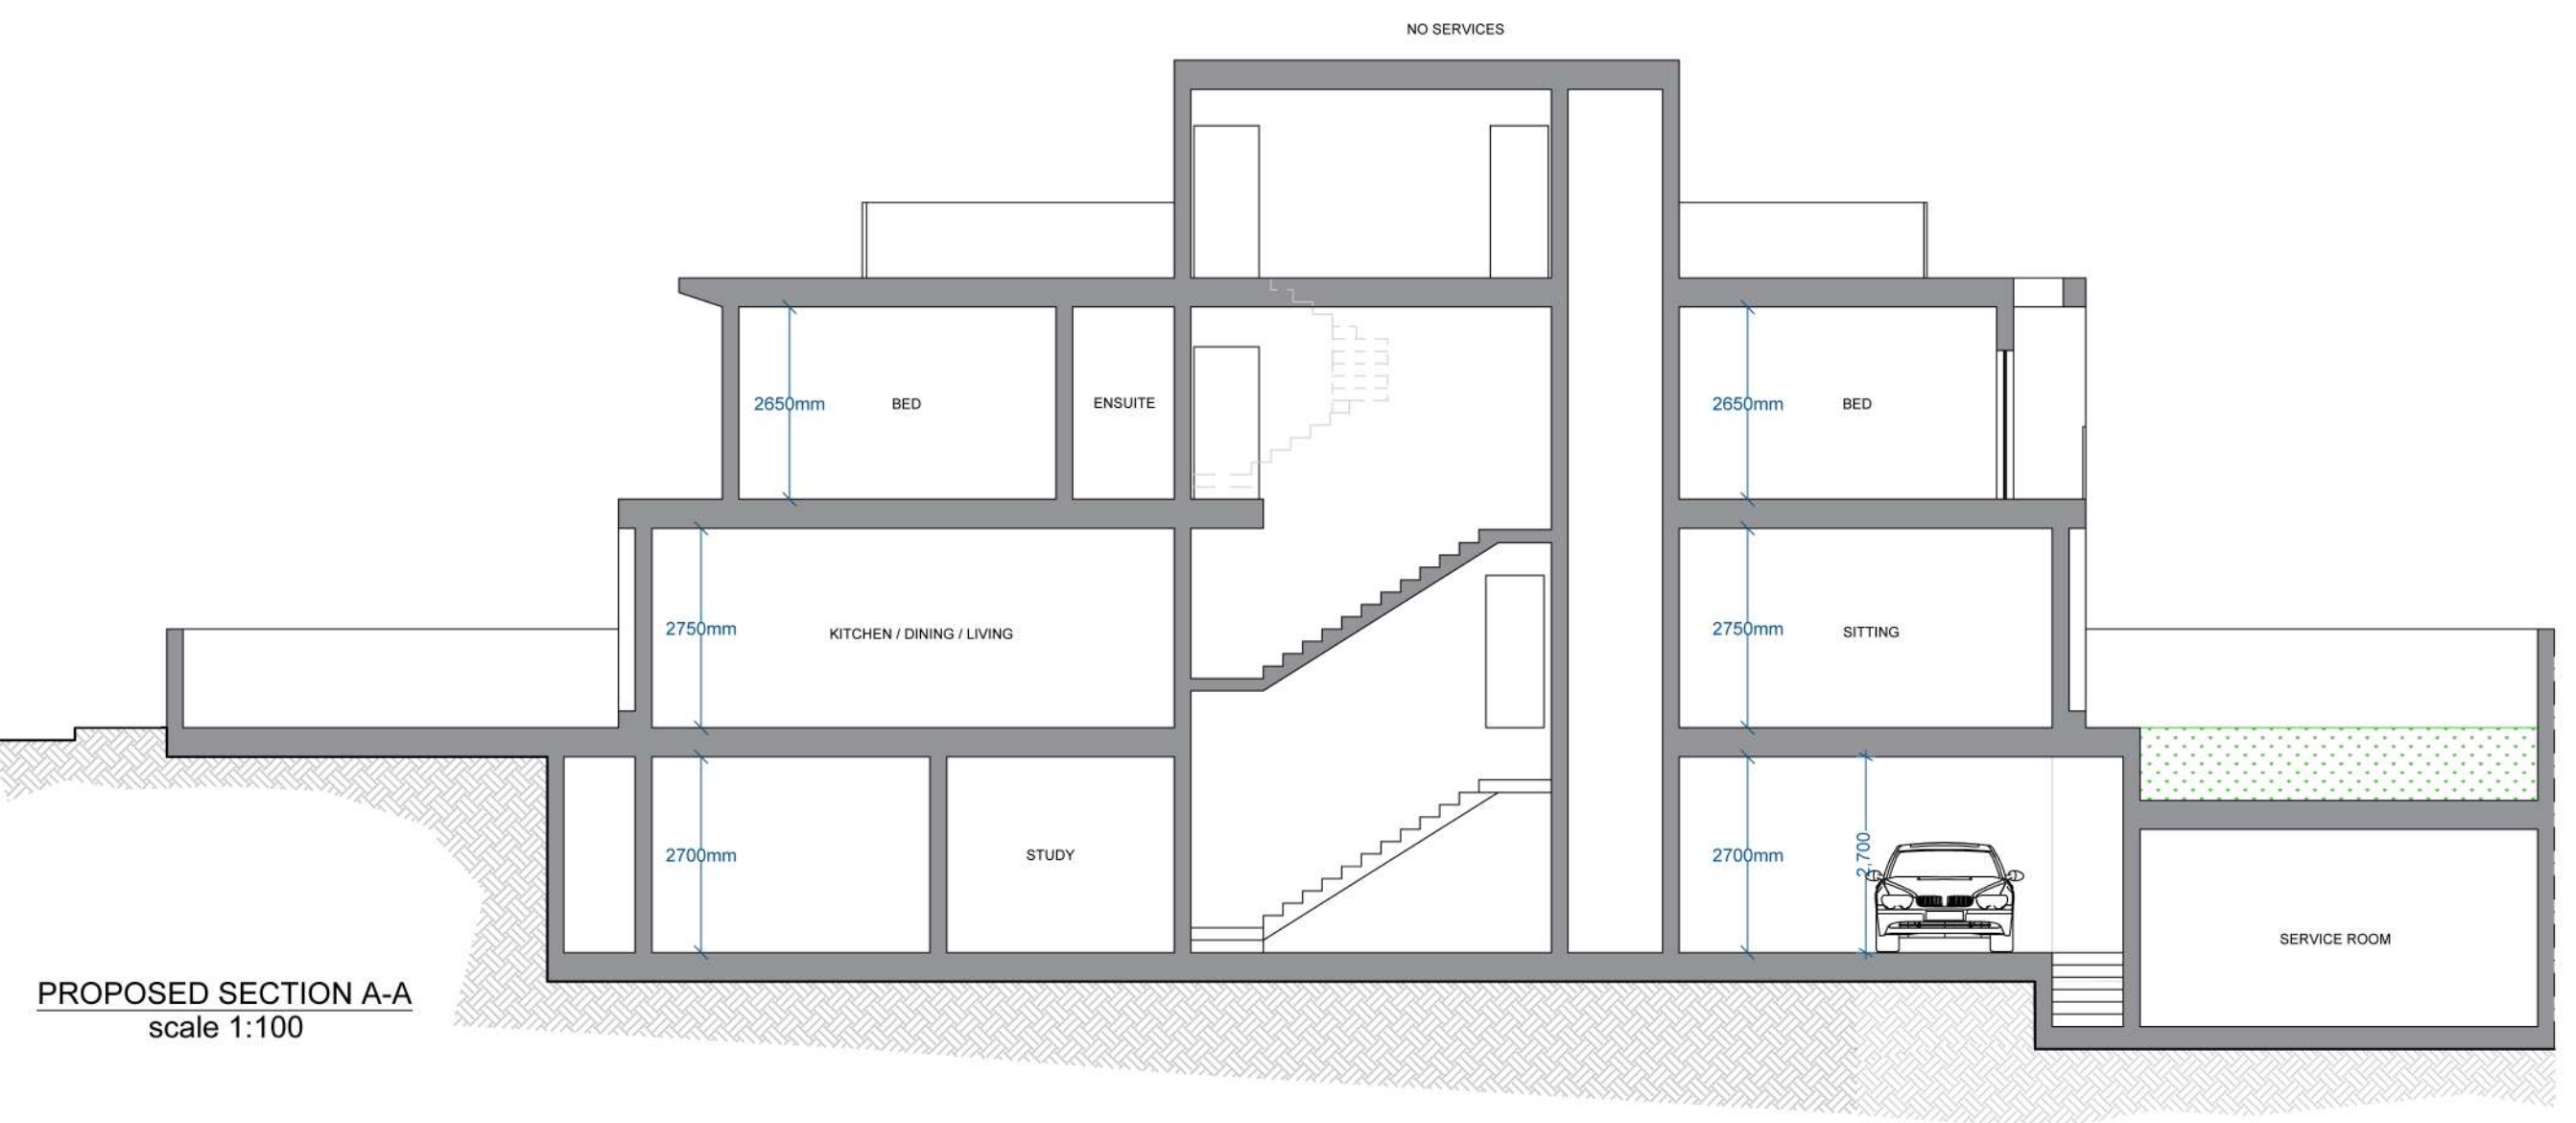 NO SERVICES
2650mm
BED
ENSUITE
2650mm
BED
2750mm
KITCHEN / DINING / LIVING
2750mm
SITTING
2700mm
STUDY
2700mm
2,700
SERVICE ROOM
PROPOSED SECTION A-A
scale 1:100